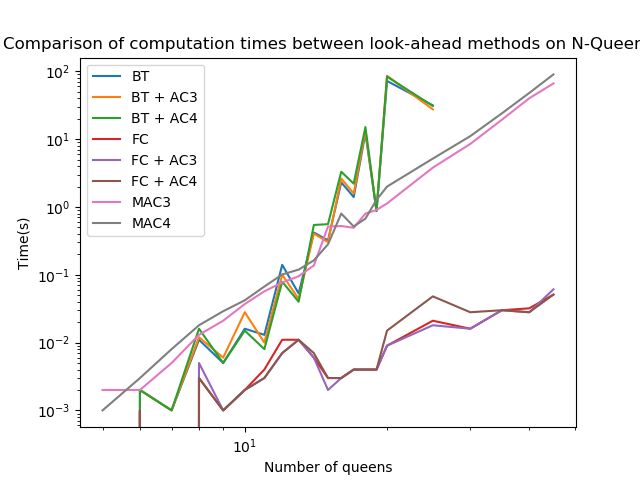 Comparison of computation times between look-ahead methods on N-Queen
BT
BT + AC3
BT + AC4
FC
FC + AC3
FC + AC4
MAC3
MAC4
10²
10¹
10⁰
10⁻¹
10⁻²
10⁻³
Time(s)
10¹
Number of queens